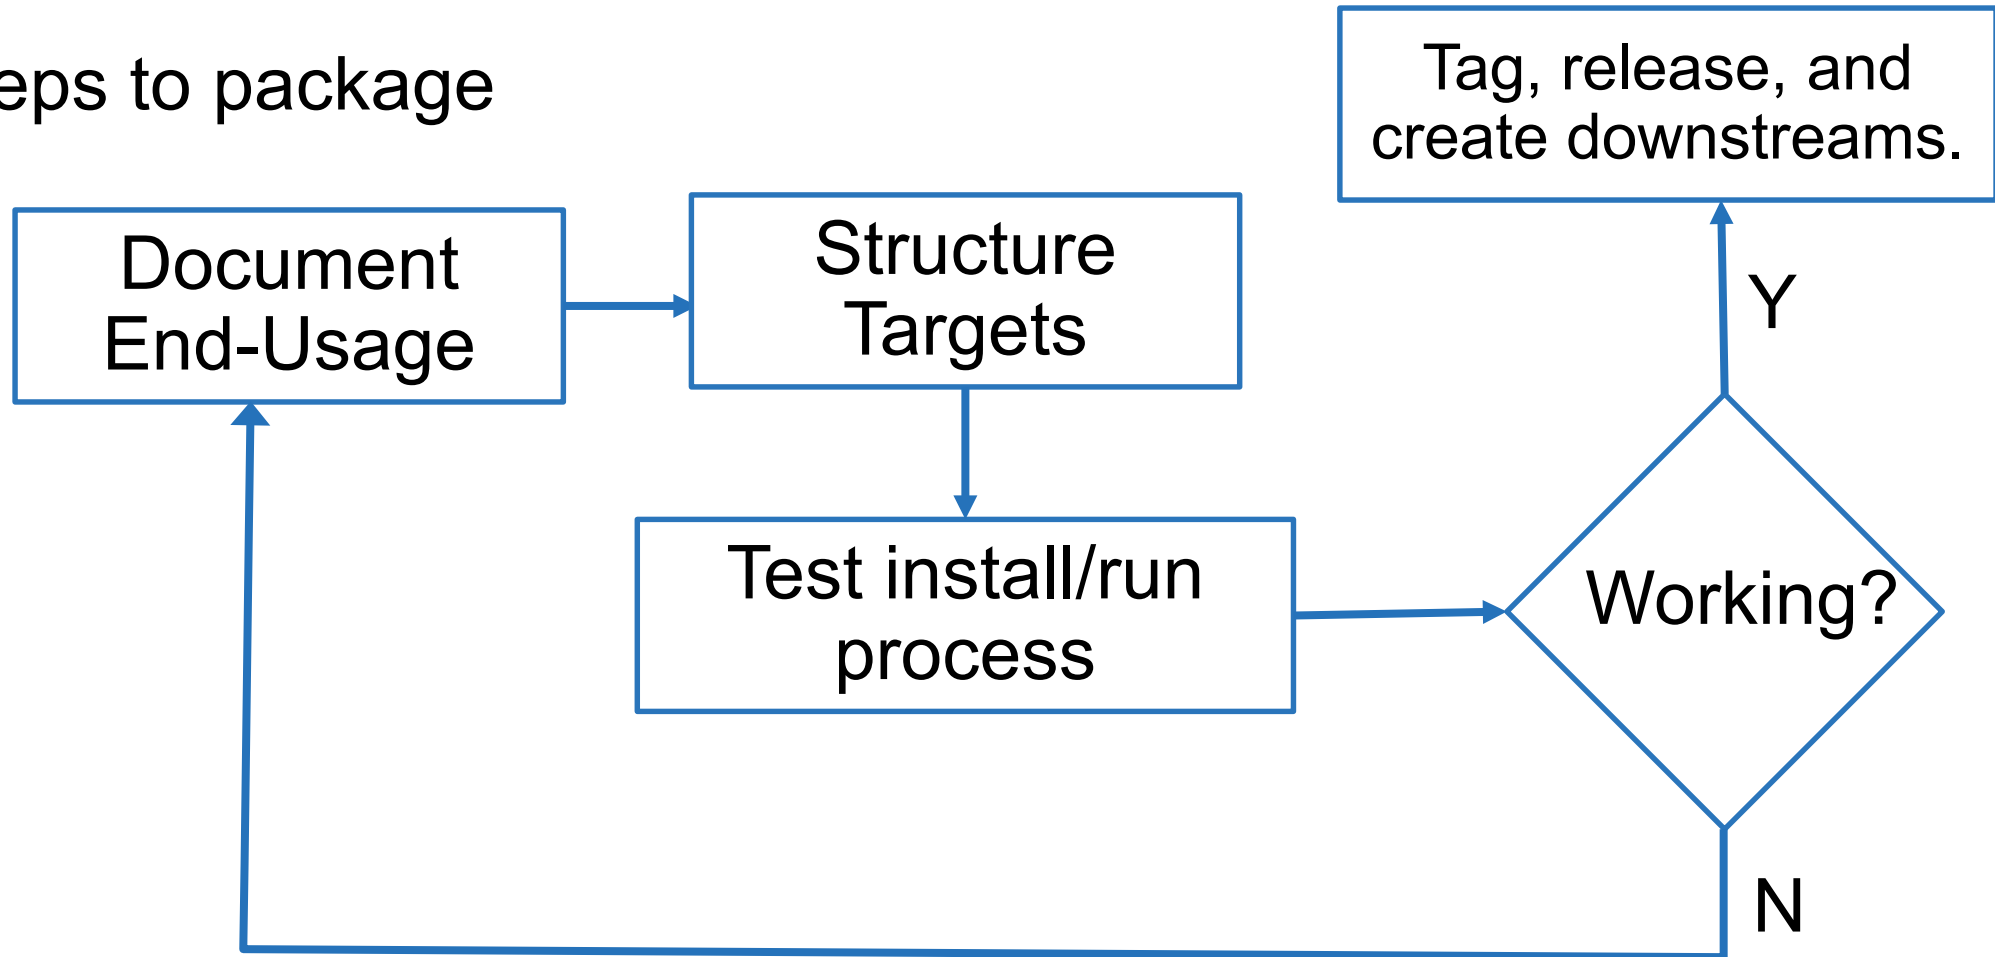 eps to package
Tag, release, and
create downstreams.
Document
End-Usage
Structure
Targets
Y
Test install/run
process
Working?
N